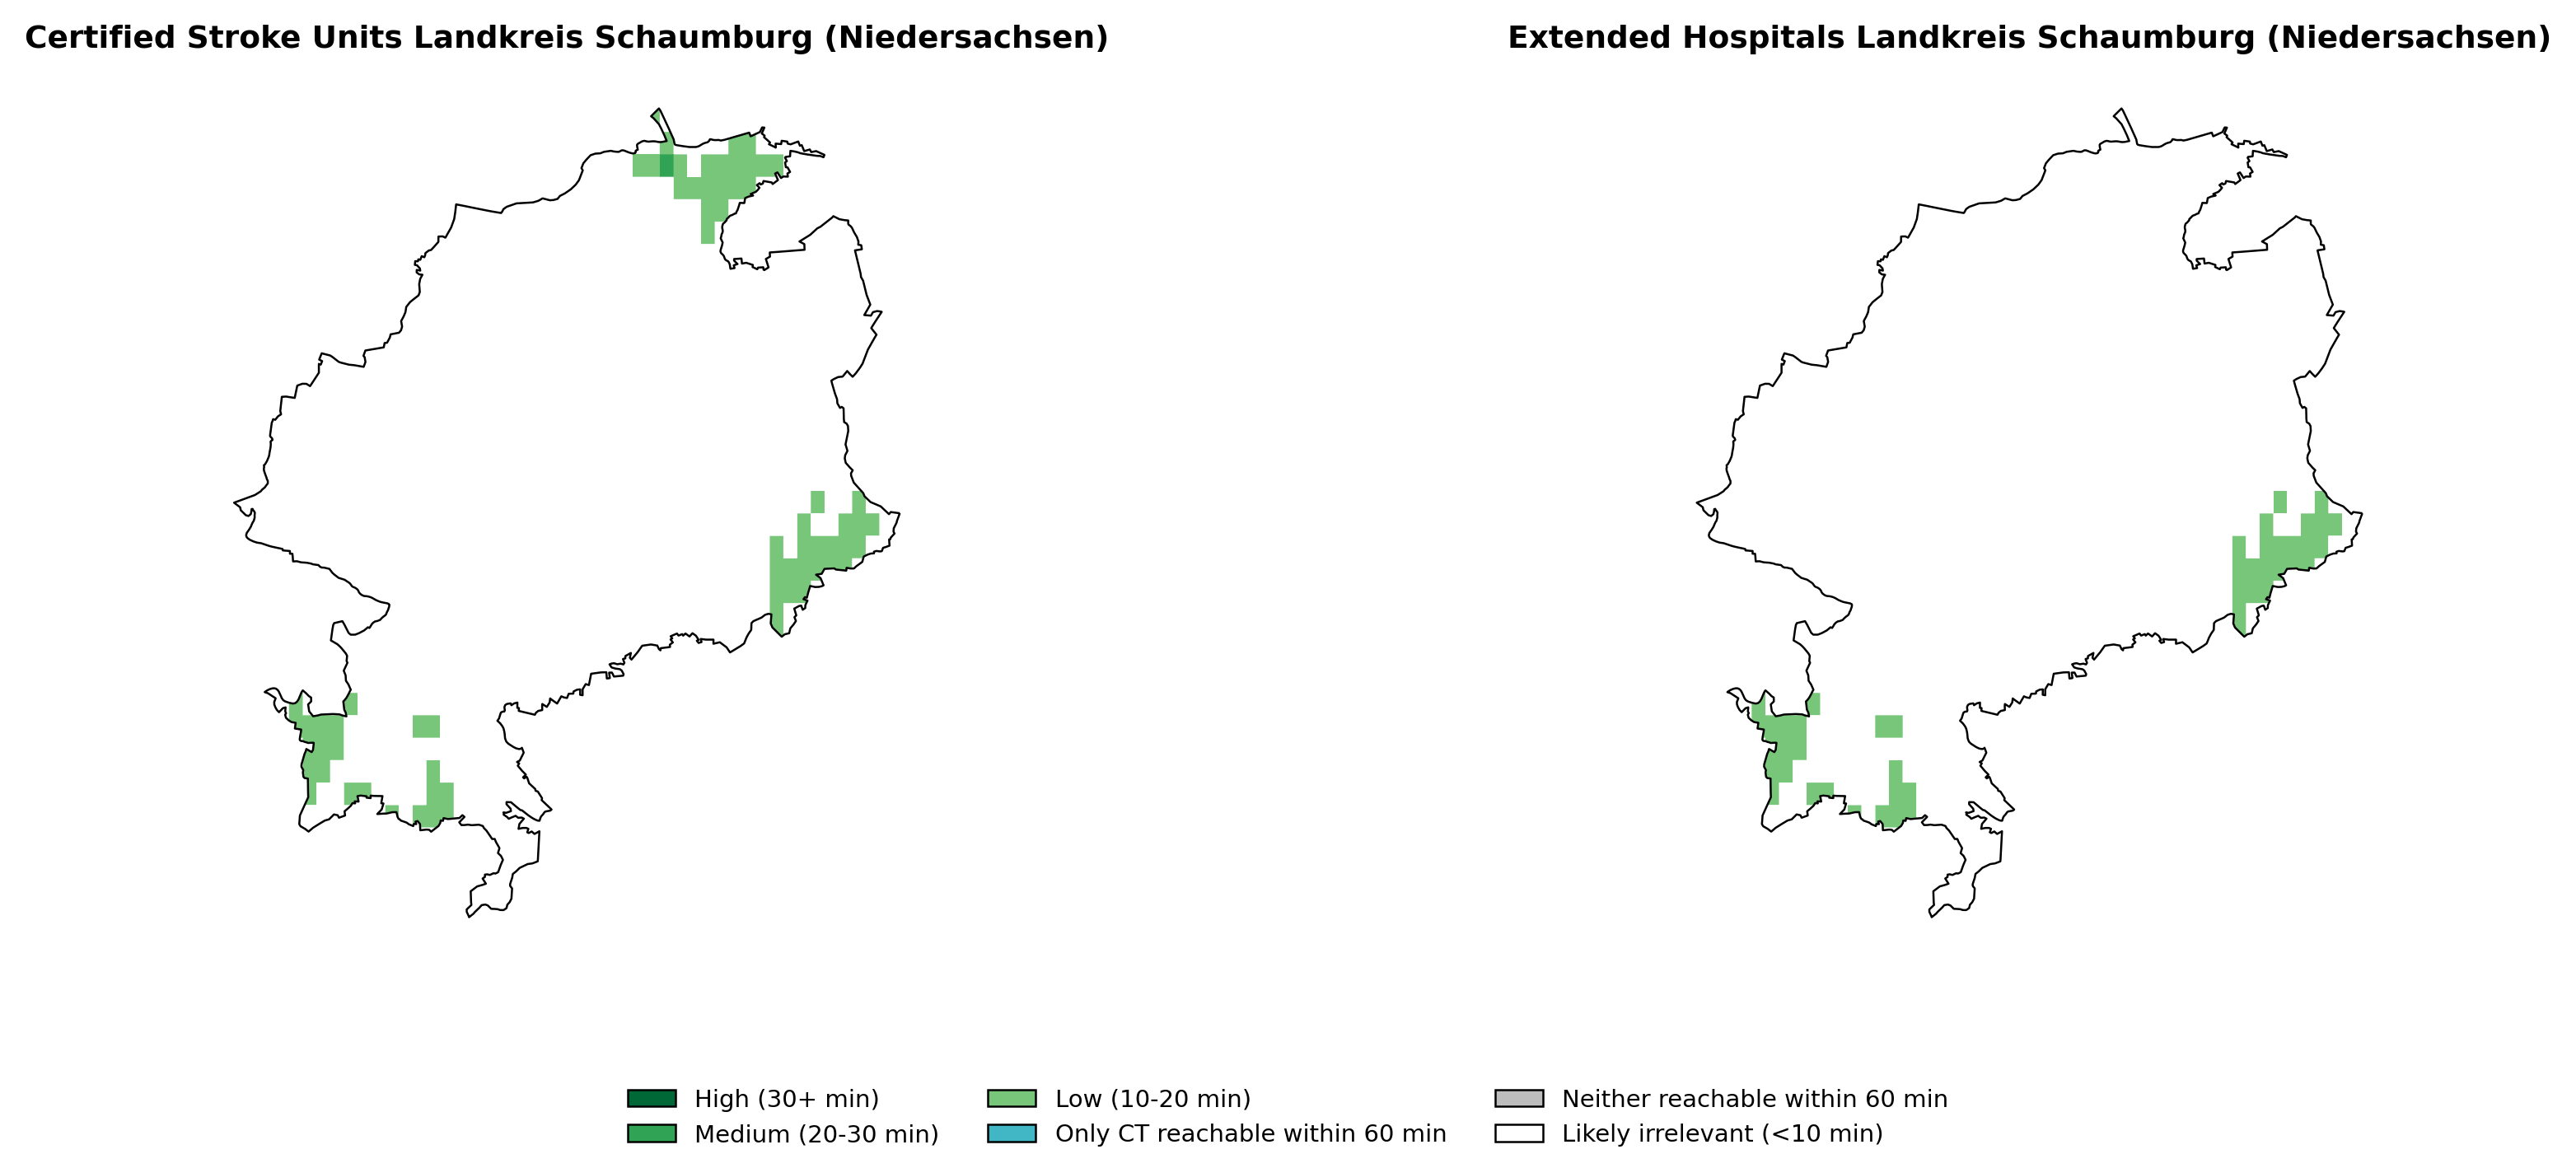 Certified Stroke Units Landkreis Schaumburg (Niedersachsen)
Extended Hospitals Landkreis Schaumburg (Niedersachsen)
High (30+ min)
Medium (20-30 min)
Low (10-20 min)
Only CT reachable within 60 min
Neither reachable within 60 min
Likely irrelevant (<10 min)